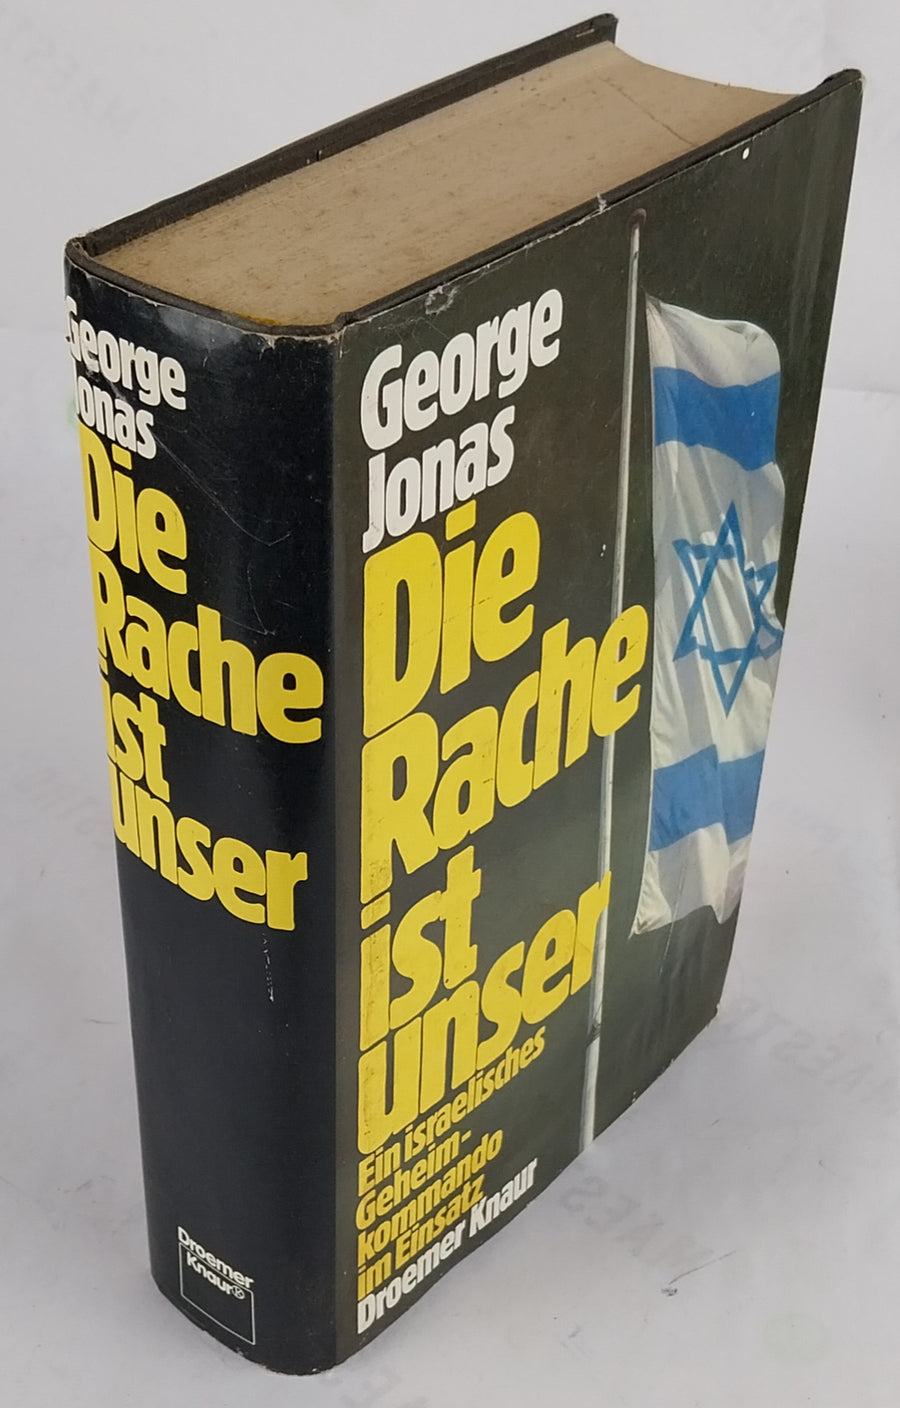 George
Jonas
Die
Rache
ist
unser
Droemer
Knaur®
George
Jonas
Die
Rache
ist
unser
Ein israelisches
Geheim-
kommando
im Einsatz
Droemer Knaur